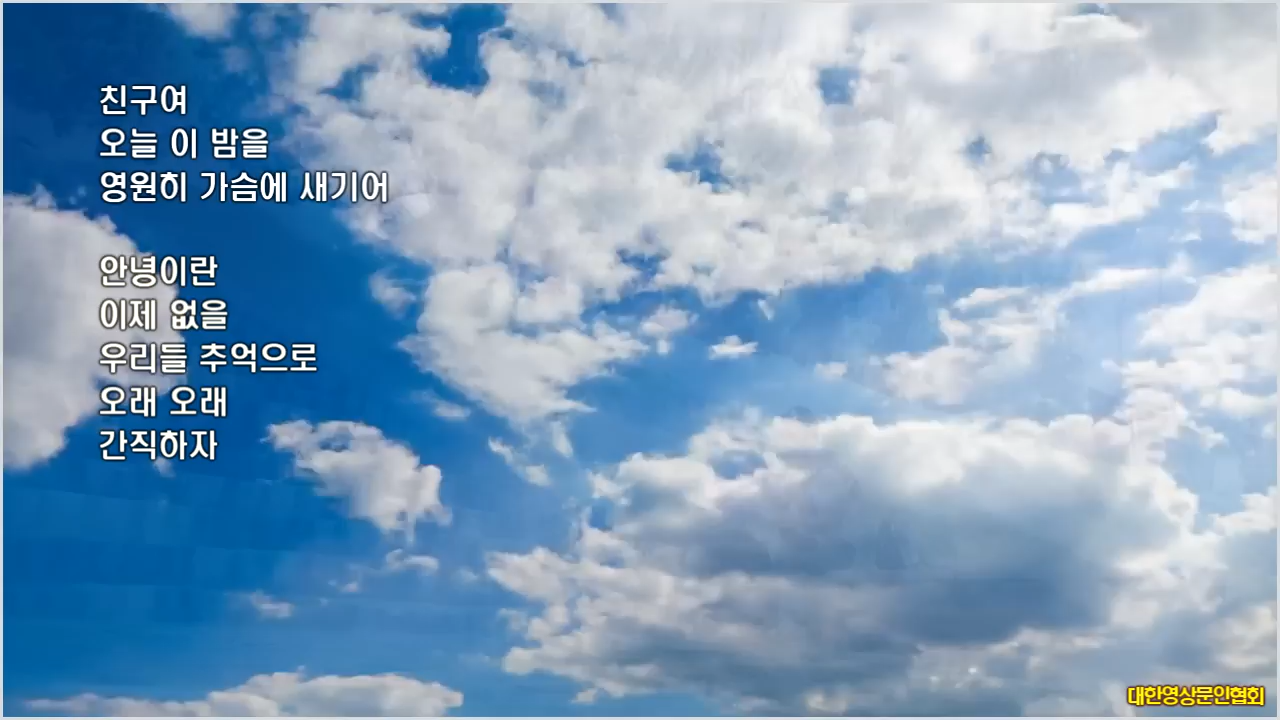 친구여
오늘 이 밤을
영원히 가슴에 새기어
안녕이란
이제 없을
우리들 추억으로
오래 오래
간직하자
대한영상문인협회